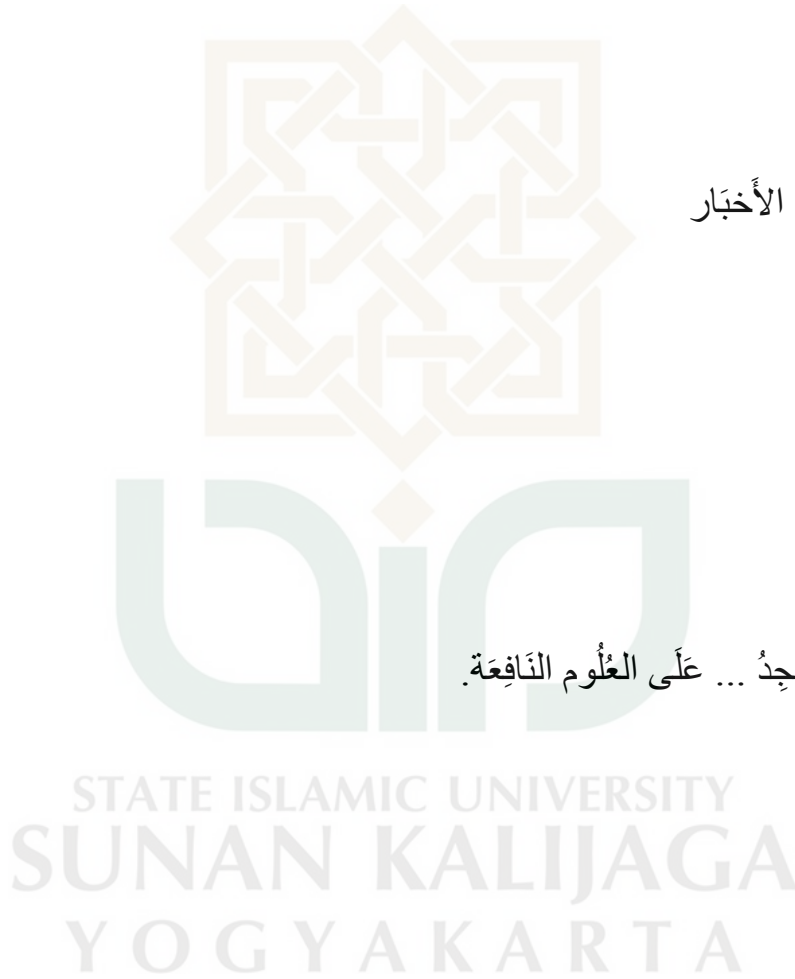 الأَخبَار
جِدُ ... عَلَى العُلُوم النَافِعَة.
STATE ISLAMIC UNIVERSITY
SUNAN KALIJAGA
YOGYAKARTA